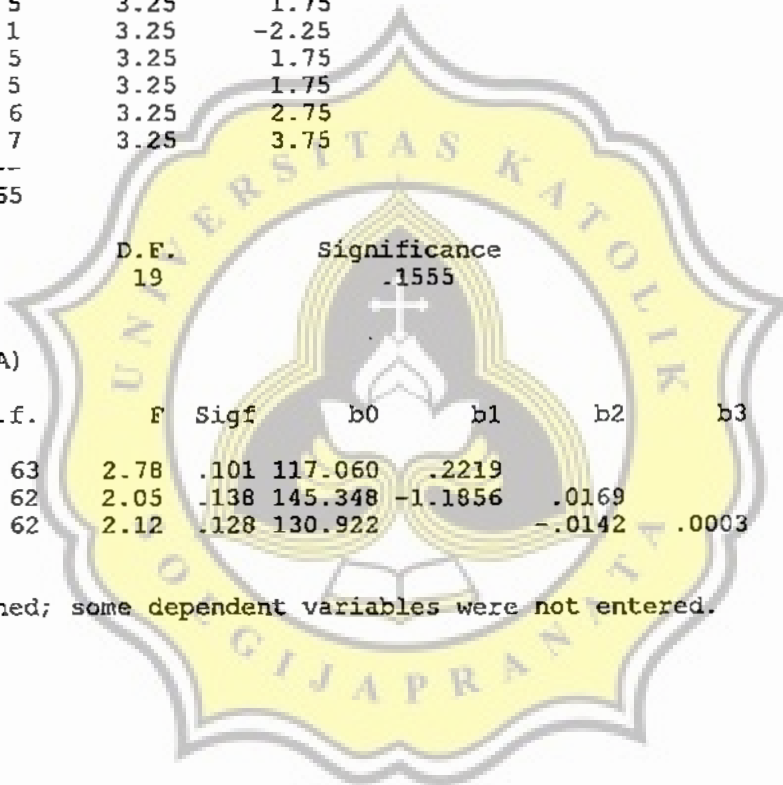 5 3.25 1.75
1 3.25 -2.25
5 3.25 1.75
5 3.25 1.75
6 3.25 2.75
7 3.25 3.75
--
55
D.F. Significance
19 .1555
A)
.f. F Sigf b0 b1 b2 b3
63 2.78 .101 117.060 .2219
62 2.05 .138 145.348 -1.1856 .0169
62 2.12 .128 130.922 -.0142 .0003
ned; some dependent variables were not entered.
UNIVERSITAS KATOLIK
SOEGIJAPRANATA